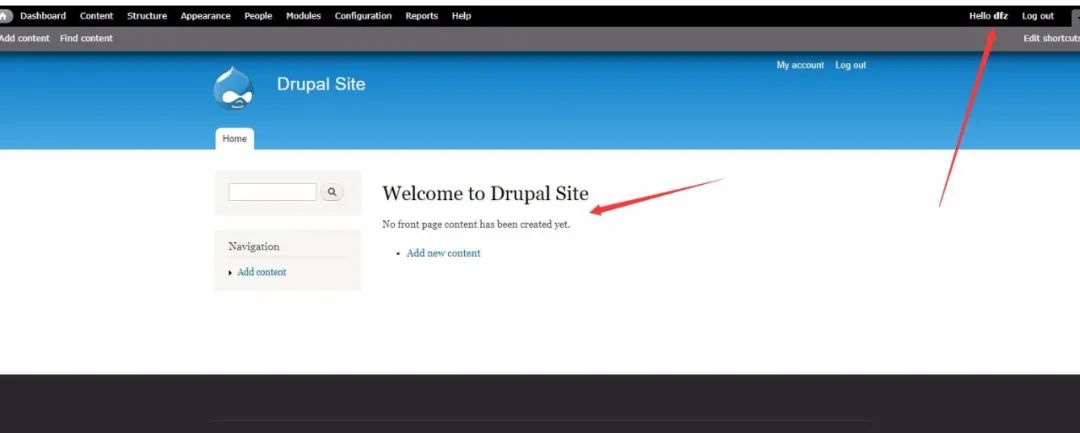 Dashboard Content Structure Appearance People Modules Configuration Reports Help Hello dfz Log out
Add content Find content Edit shortcuts
My account Log out
Drupal Site
Home
Welcome to Drupal Site
No front page content has been created yet.
Navigation
Add new content
Add content